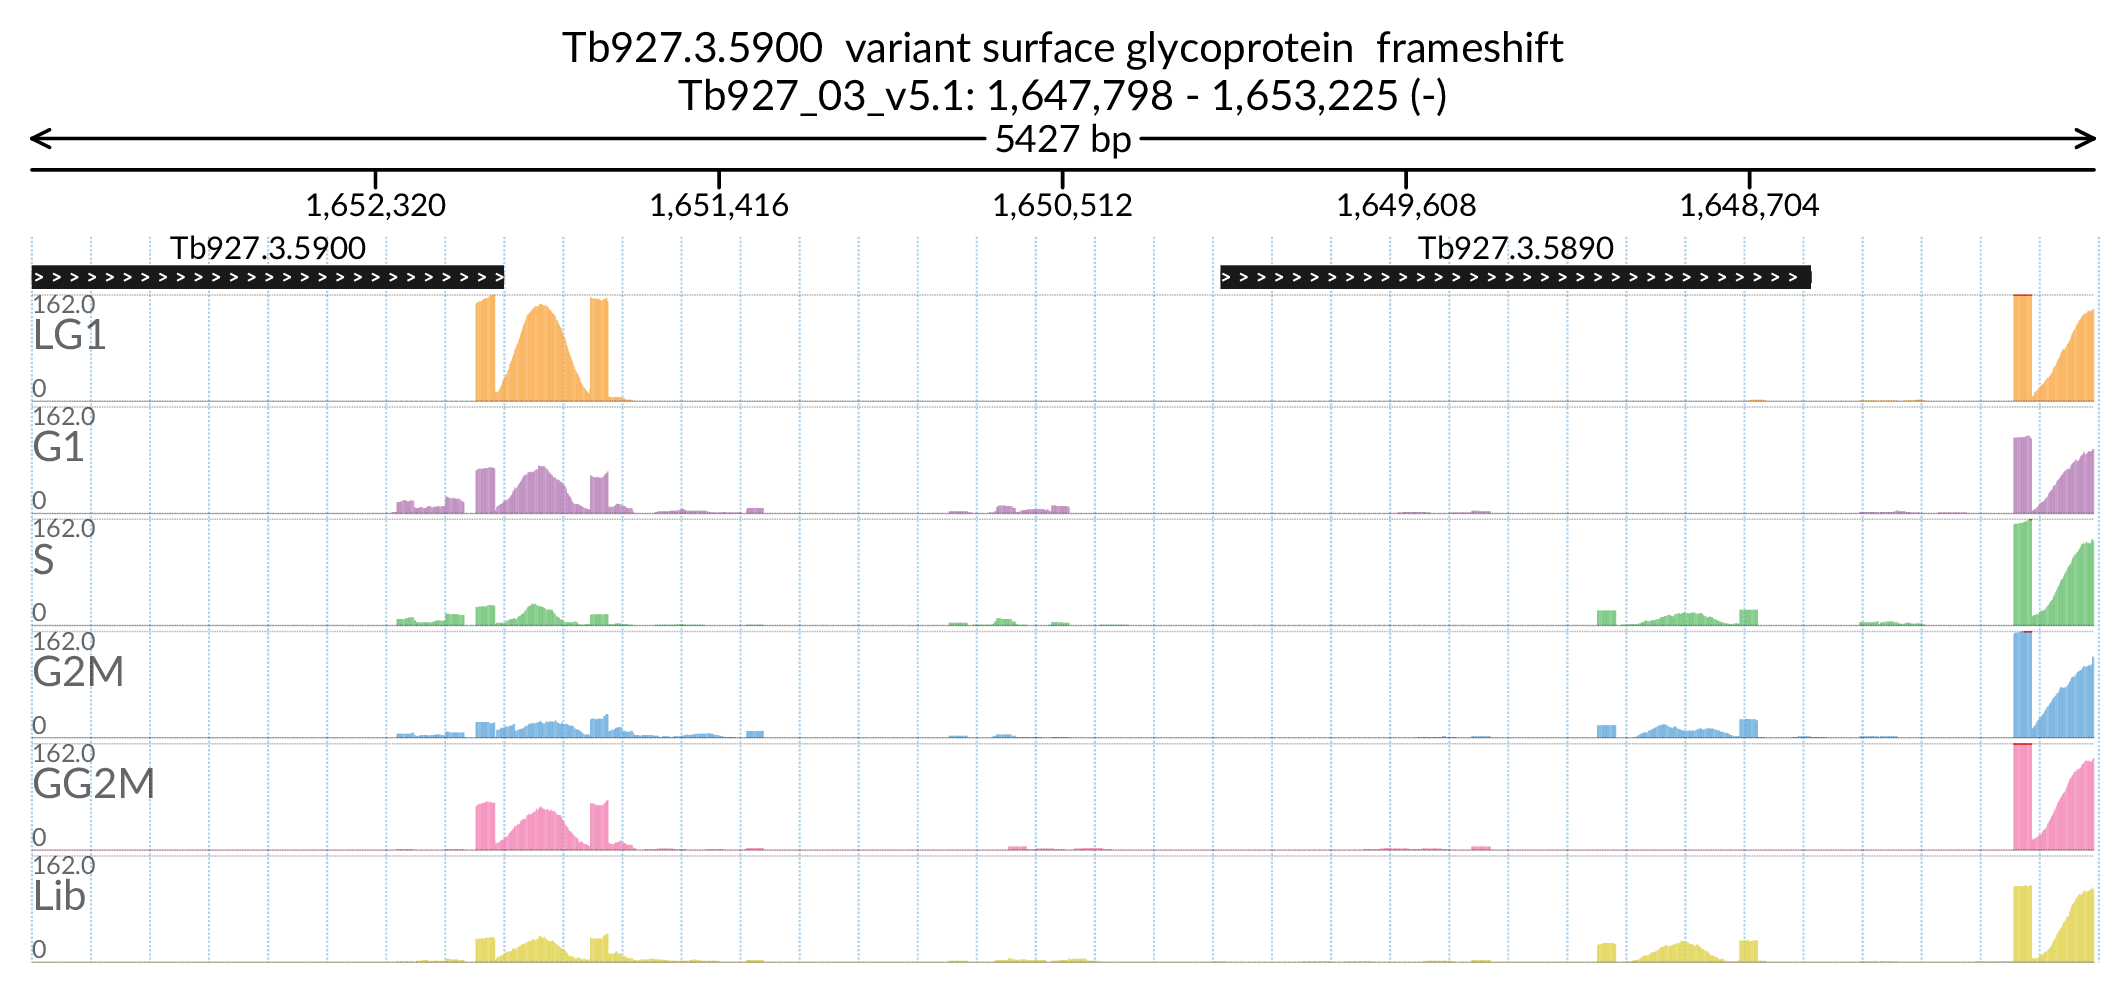 Tb927.3.5900  variant surface glycoprotein  frameshift
Tb927_03_v5.1: 1,647,798 - 1,653,225 (-)
5427 bp
1,652,320 1,651,416 1,650,512 1,649,608 1,648,704
Tb927.3.5900 Tb927.3.5890
162.0
LG1
0
162.0
G1
0
162.0
S
0
162.0
G2M
0
162.0
GG2M
0
162.0
Lib
0